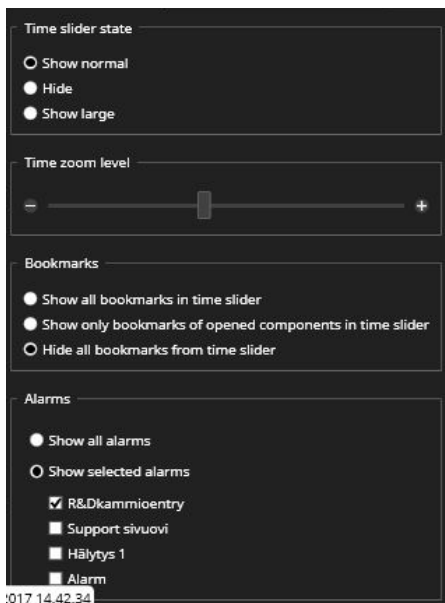 Time slider state
Show normal
Hide
Show large
Time zoom level
Bookmarks
Show all bookmarks in time slider
Show only bookmarks of opened components in time slider
Hide all bookmarks from time slider
Alarms
Show all alarms
Show selected alarms
R&Dkammioentry
Support sivuovi
Hälytys 1
Alarm
2017 14.42.34